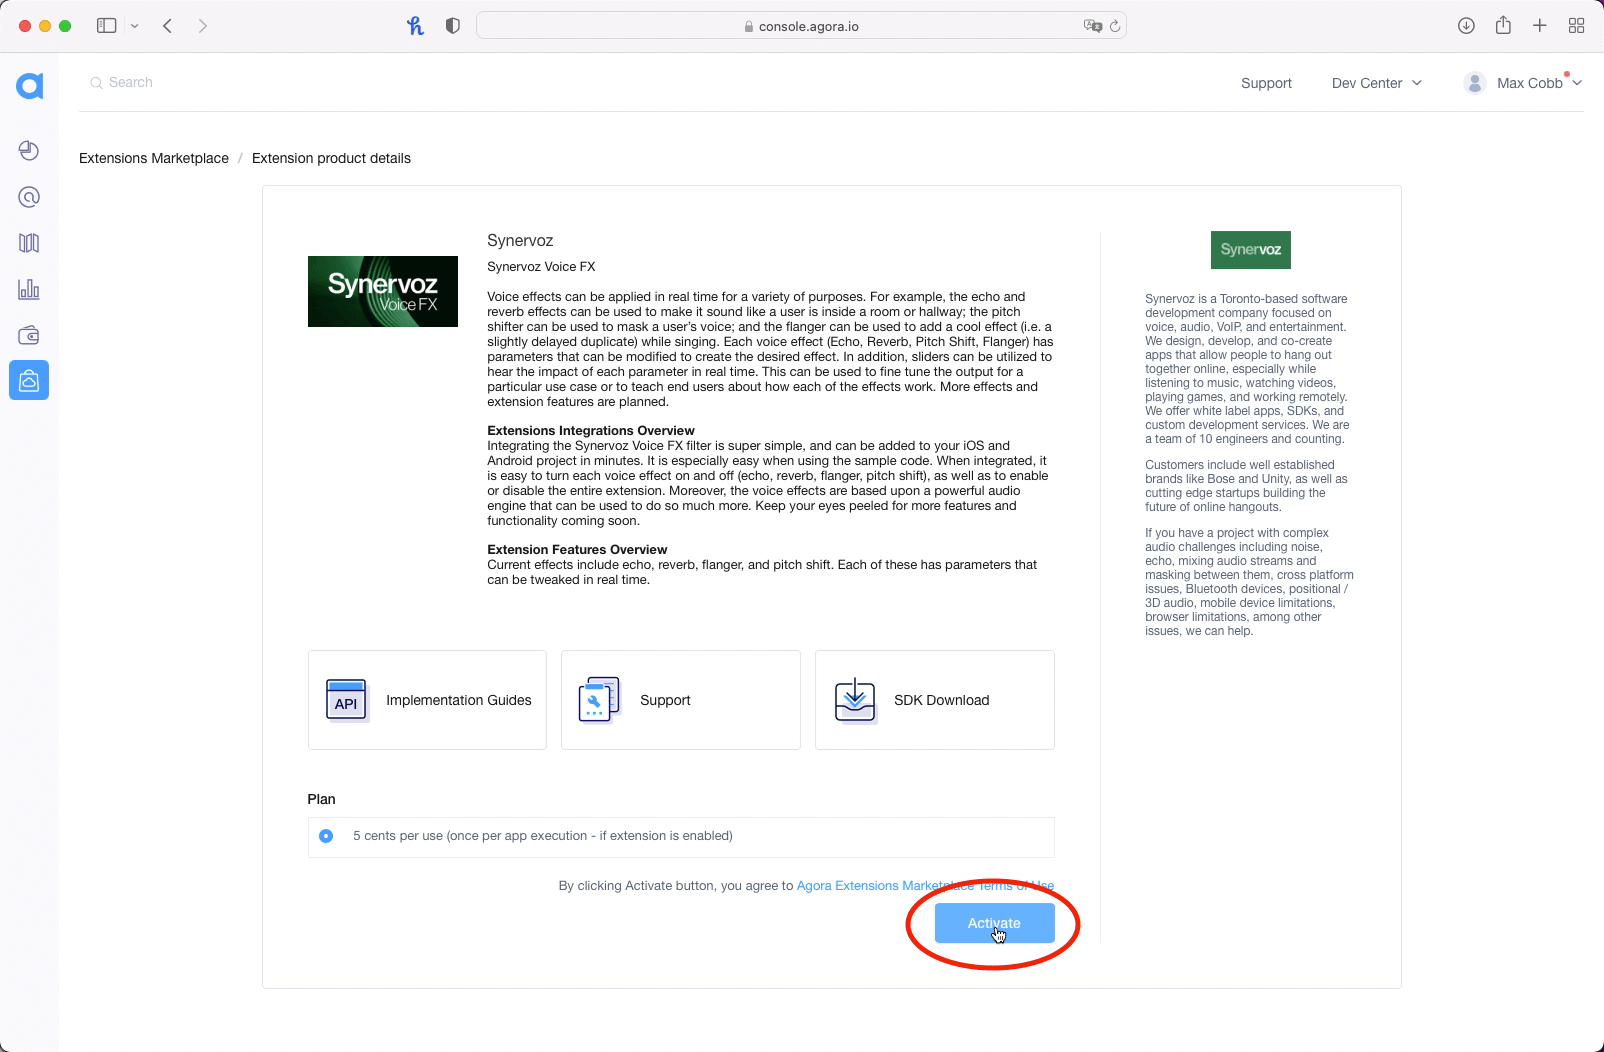 console.agora.io
Search
Support
Dev Center
Max Cobb
Extensions Marketplace / Extension product details
Synervoz
Voice FX
Synervoz
Synervoz Voice FX
Voice effects can be applied in real time for a variety of purposes. For example, the echo and
reverb effects can be used to make it sound like a user is inside a room or hallway; the pitch
shifter can be used to mask a user's voice; and the flanger can be used to add a cool effect (i.e. a
slightly delayed duplicate) while singing. Each voice effect (Echo, Reverb, Pitch Shift, Flanger) has
parameters that can be modified to create the desired effect. In addition, sliders can be utilized to
hear the impact of each parameter in real time. This can be used to fine tune the output for a
particular use case or to teach end users about how each of the effects work. More effects and
extension features are planned.
Extensions Integrations Overview
Integrating the Synervoz Voice FX filter is super simple, and can be added to your iOS and
Android project in minutes. It is especially easy when using the sample code. When integrated, it
is easy to turn each voice effect on and off (echo, reverb, flanger, pitch shift), as well as to enable
or disable the entire extension. Moreover, the voice effects are based upon a powerful audio
engine that can be used to do so much more. Keep your eyes peeled for more features and
functionality coming soon.
Extension Features Overview
Current effects include echo, reverb, flanger, and pitch shift. Each of these has parameters that
can be tweaked in real time.
API
Implementation Guides
Support
SDK Download
Plan
5 cents per use (once per app execution - if extension is enabled)
By clicking Activate button, you agree to Agora Extensions Marketplace Terms of Use
Activate
Synervoz
Synervoz is a Toronto-based software
development company focused on
voice, audio, VoIP, and entertainment.
We design, develop, and co-create
apps that allow people to hang out
together online, especially while
listening to music, watching videos,
playing games, and working remotely.
We offer white label apps, SDKs, and
custom development services. We are
a team of 10 engineers and counting.
Customers include well established
brands like Bose and Unity, as well as
cutting edge startups building the
future of online hangouts.
If you have a project with complex
audio challenges including noise,
echo, mixing audio streams and
masking between them, cross platform
issues, Bluetooth devices, positional /
3D audio, mobile device limitations,
browser limitations, among other
issues, we can help.